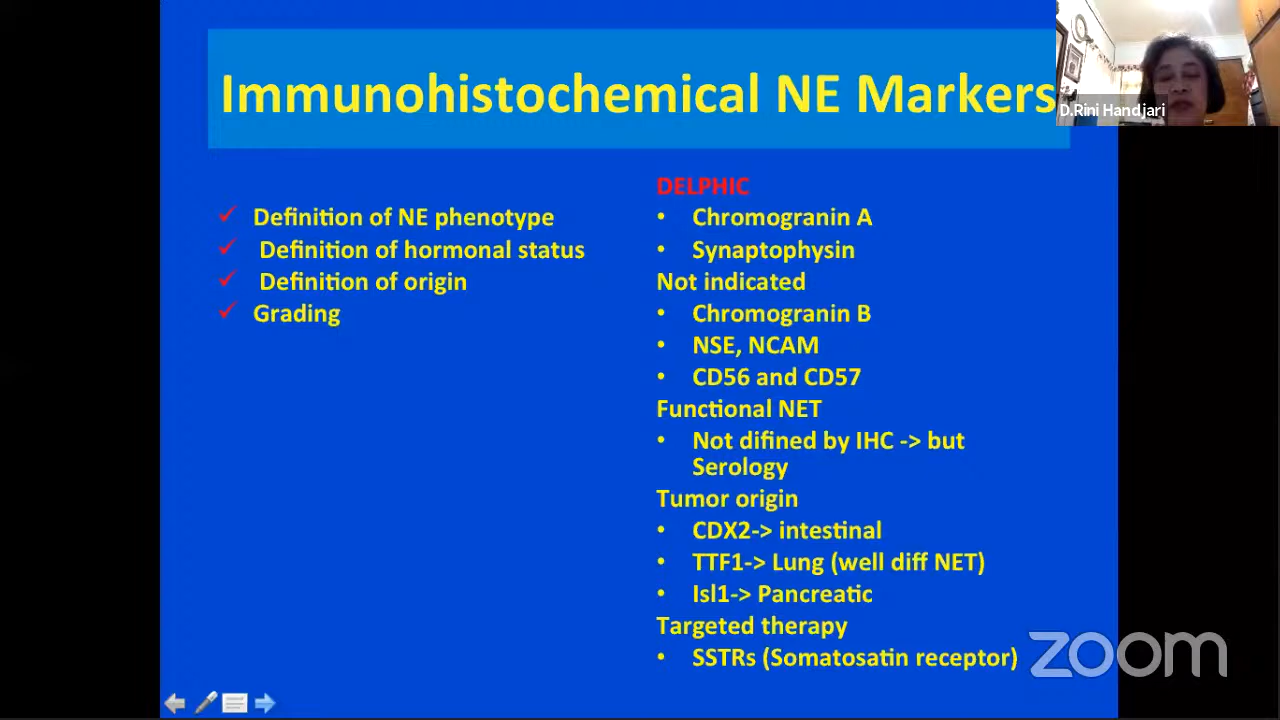 Immunohistochemical NE Markers
D.Rini Handjari
✓ Definition of NE phenotype
✓ Definition of hormonal status
✓ Definition of origin
✓ Grading
DELPHIC
• Chromogranin A
• Synaptophysin
Not indicated
• Chromogranin B
• NSE, NCAM
• CD56 and CD57
Functional NET
• Not difined by IHC -> but
Serology
Tumor origin
• CDX2-> intestinal
• TTF1-> Lung (well diff NET)
• Isl1-> Pancreatic
Targeted therapy
• SSTRs (Somatosatin receptor)
zoom